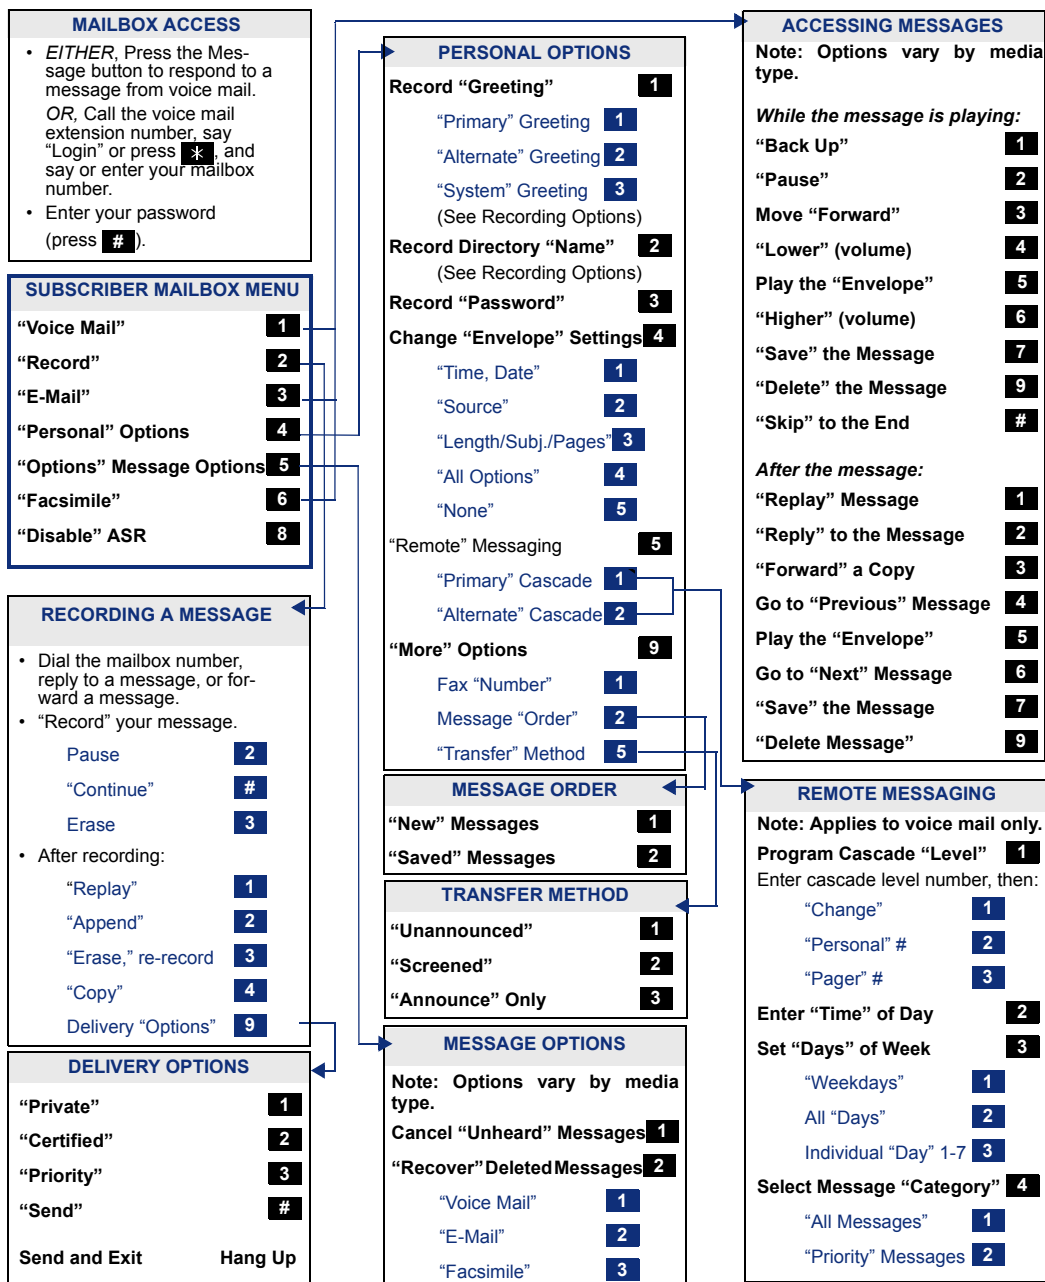 MAILBOX ACCESS
• EITHER, Press the Mes-
sage button to respond to a
message from voice mail.
OR, Call the voice mail
extension number, say
“Login” or press * , and
say or enter your mailbox
number.
• Enter your password
(press # ).
SUBSCRIBER MAILBOX MENU
“Voice Mail” 1
“Record” 2
“E-Mail” 3
“Personal” Options 4
“Options” Message Options 5
“Facsimile” 6
“Disable” ASR 8
RECORDING A MESSAGE
• Dial the mailbox number,
reply to a message, or for-
ward a message.
• “Record” your message.
Pause 2
“Continue” #
Erase 3
• After recording:
“Replay” 1
“Append” 2
“Erase,” re-record 3
“Copy” 4
Delivery “Options” 9
DELIVERY OPTIONS
“Private” 1
“Certified” 2
“Priority” 3
“Send” #
Send and Exit Hang Up
PERSONAL OPTIONS
Record “Greeting” 1
“Primary” Greeting 1
“Alternate” Greeting 2
“System” Greeting 3
(See Recording Options)
Record Directory “Name” 2
(See Recording Options)
Record “Password” 3
Change “Envelope” Settings 4
“Time, Date” 1
“Source” 2
“Length/Subj./Pages” 3
“All Options” 4
“None” 5
“Remote” Messaging 5
“Primary” Cascade 1
“Alternate” Cascade 2
“More” Options 9
Fax “Number” 1
Message “Order” 2
“Transfer” Method 5
MESSAGE ORDER
“New” Messages 1
“Saved” Messages 2
TRANSFER METHOD
“Unannounced” 1
“Screened” 2
“Announce” Only 3
MESSAGE OPTIONS
Note: Options vary by media
type.
Cancel “Unheard” Messages 1
“Recover” Deleted Messages 2
“Voice Mail” 1
“E-Mail” 2
“Facsimile” 3
ACCESSING MESSAGES
Note: Options vary by media
type.
While the message is playing:
“Back Up” 1
“Pause” 2
Move “Forward” 3
“Lower” (volume) 4
Play the “Envelope” 5
“Higher” (volume) 6
“Save” the Message 7
“Delete” the Message 9
“Skip” to the End #
After the message:
“Replay” Message 1
“Reply” to the Message 2
“Forward” a Copy 3
Go to “Previous” Message 4
Play the “Envelope” 5
Go to “Next” Message 6
“Save” the Message 7
“Delete Message” 9
REMOTE MESSAGING
Note: Applies to voice mail only.
Program Cascade “Level” 1
Enter cascade level number, then:
“Change” 1
“Personal” # 2
“Pager” # 3
Enter “Time” of Day 2
Set “Days” of Week 3
“Weekdays” 1
All “Days” 2
Individual “Day” 1-7 3
Select Message “Category” 4
“All Messages” 1
“Priority” Messages 2